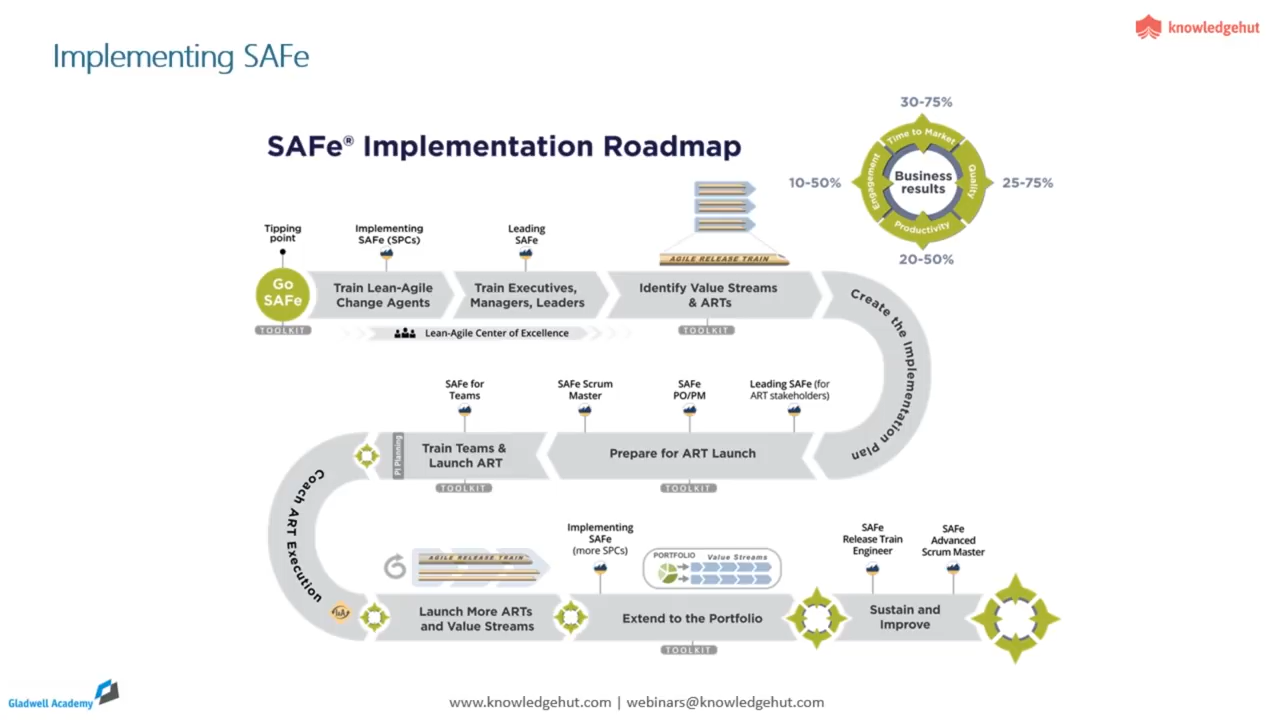 knowledgehut
Implementing SAFe
SAFe® Implementation Roadmap
30-75%
Time to Market
10-50%
Engagement
Business
results
Quality
25-75%
Productivity
20-50%
Tipping
point
Implementing
SAFe (SPCs)
Leading
SAFe
AGILE RELEASE TRAIN
Go
SAFe
Train Lean-Agile
Change Agents
Train Executives,
Managers, Leaders
Identify Value Streams
& ARTs
Create the Implementation Plan
TOOLKIT
Lean-Agile Center of Excellence
TOOLKIT
SAFe for
Teams
SAFe Scrum
Master
SAFe
PO/PM
Leading SAFe (for
ART stakeholders)
PI Planning
Train Teams &
Launch ART
Prepare for ART Launch
TOOLKIT
TOOLKIT
Coach ART Execution
I&A
AGILE RELEASE TRAIN
Implementing
SAFe
(more SPCs)
PORTFOLIO
Value Streams
SAFe
Release Train
Engineer
SAFe
Advanced
Scrum Master
Launch More ARTs
and Value Streams
Extend to the Portfolio
Sustain and
Improve
TOOLKIT
Gladwell Academy
www.knowledgehut.com | webinars@knowledgehut.com